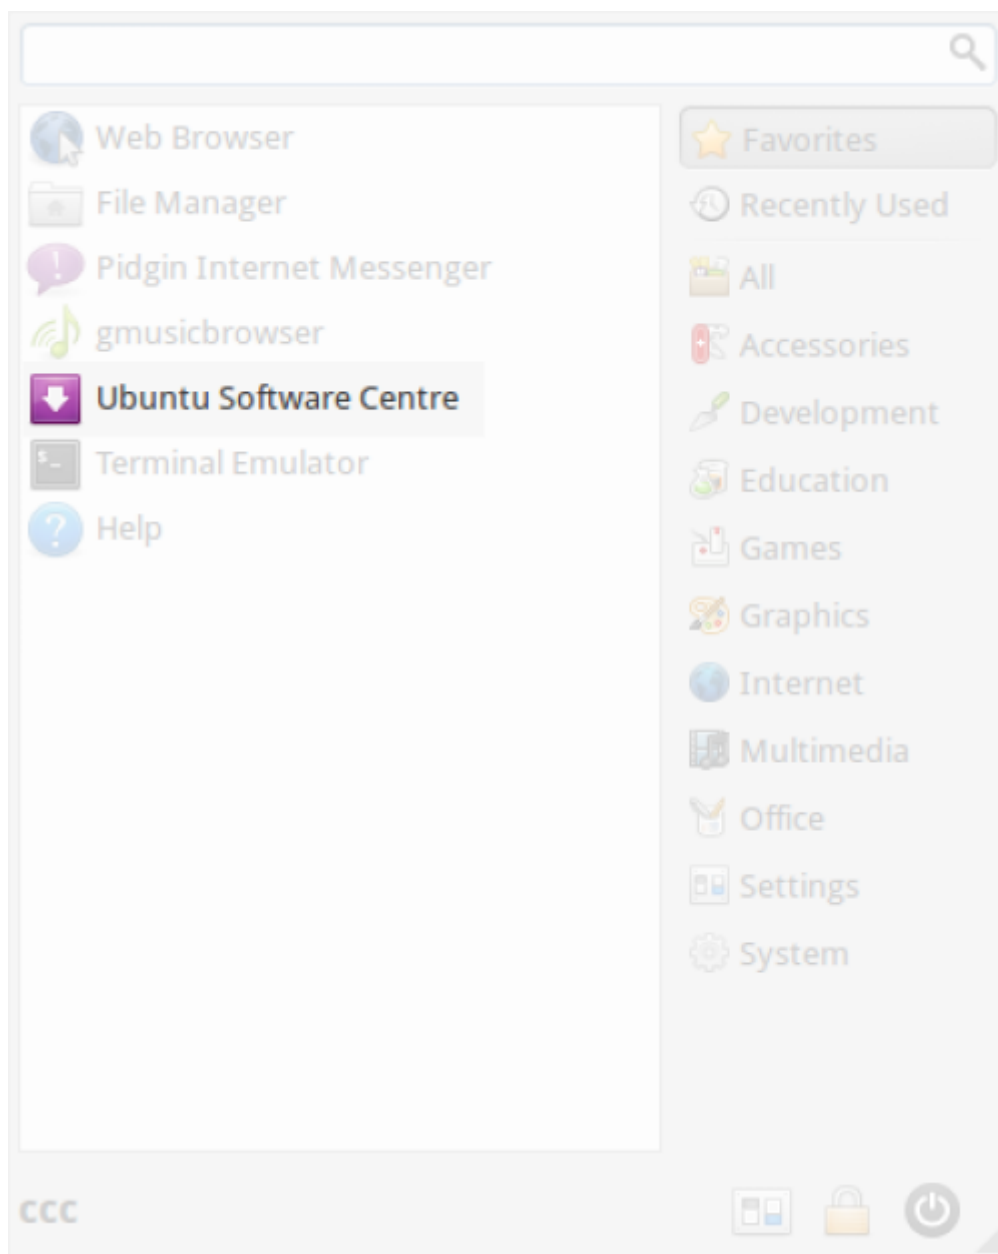 Web Browser
File Manager
Pidgin Internet Messenger
gmusicbrowser
Ubuntu Software Centre
Terminal Emulator
Help
Favorites
Recently Used
All
Accessories
Development
Education
Games
Graphics
Internet
Multimedia
Office
Settings
System
ccc